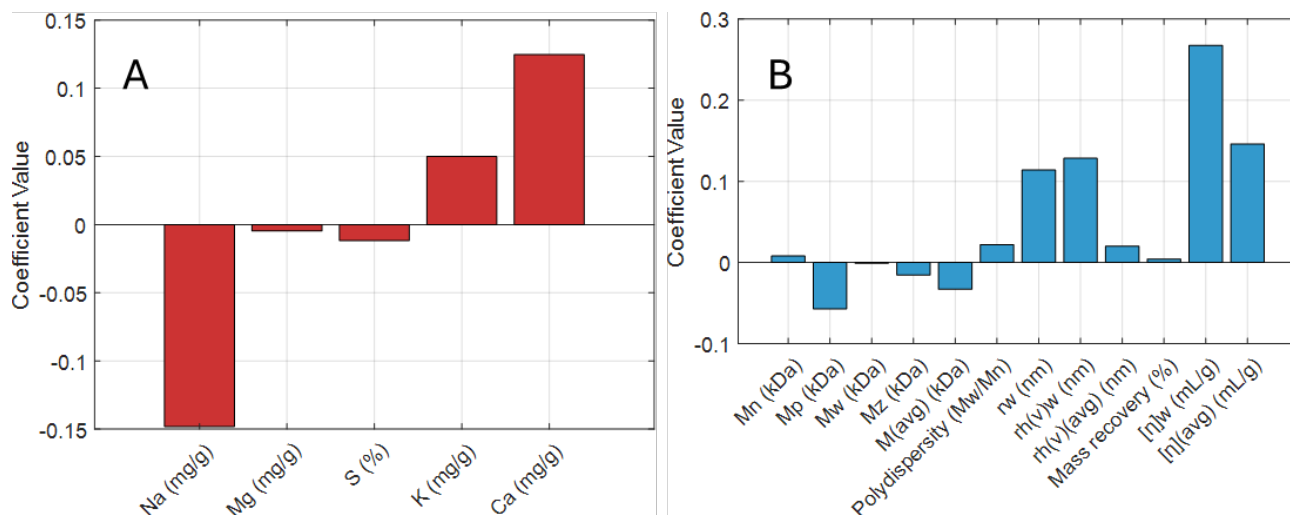 A
Coefficient Value
0.15
0.1
0.05
0
-0.05
-0.1
-0.15
Na (mg/g)
Mg (mg/g)
S (%)
K (mg/g)
Ca (mg/g)
B
Coefficient Value
0.3
0.2
0.1
0
-0.1
Mn (kDa)
Mp (kDa)
Mw (kDa)
Mz (kDa)
M(avg) (kDa)
Polydispersity (Mw/Mn)
rw (nm)
rh(v)w (nm)
rh(v)(avg) (nm)
Mass recovery (%)
[η]w (mL/g)
[η](avg) (mL/g)